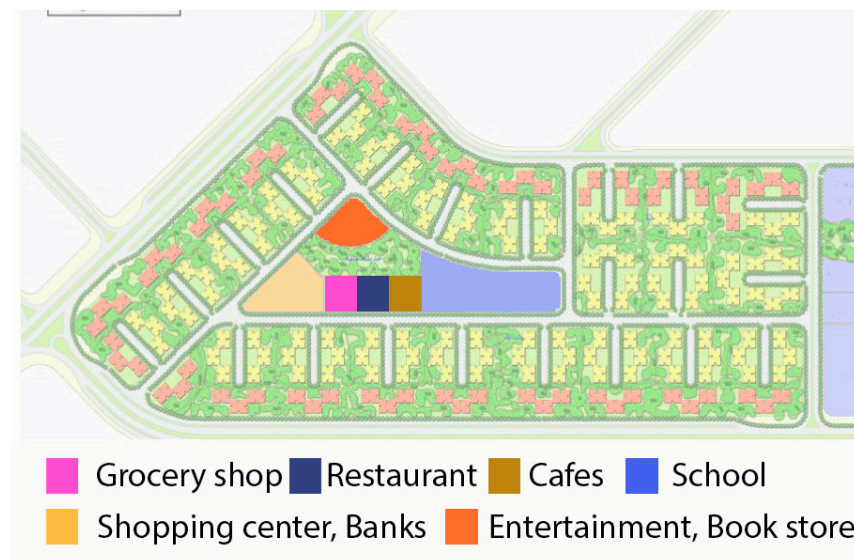 Grocery shop Restaurant Cafes School
Shopping center, Banks Entertainment, Book store